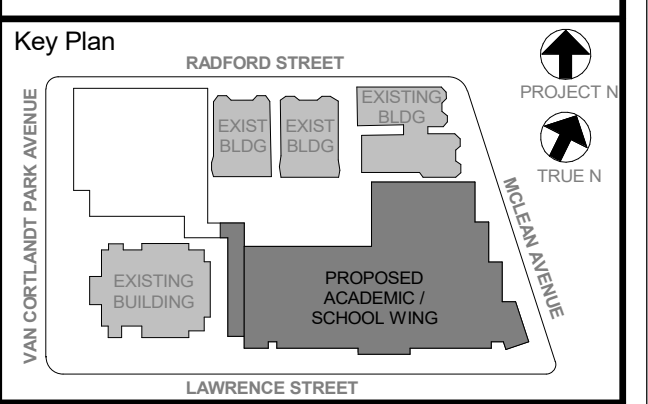 Key Plan
RADFORD STREET
PROJECT N
TRUE N
VAN CORTLANDT PARK AVENUE
EXIST
BLDG
EXIST
BLDG
EXISTING
BLDG
MCLEAN AVENUE
EXISTING
BUILDING
PROPOSED
ACADEMIC /
SCHOOL WING
LAWRENCE STREET